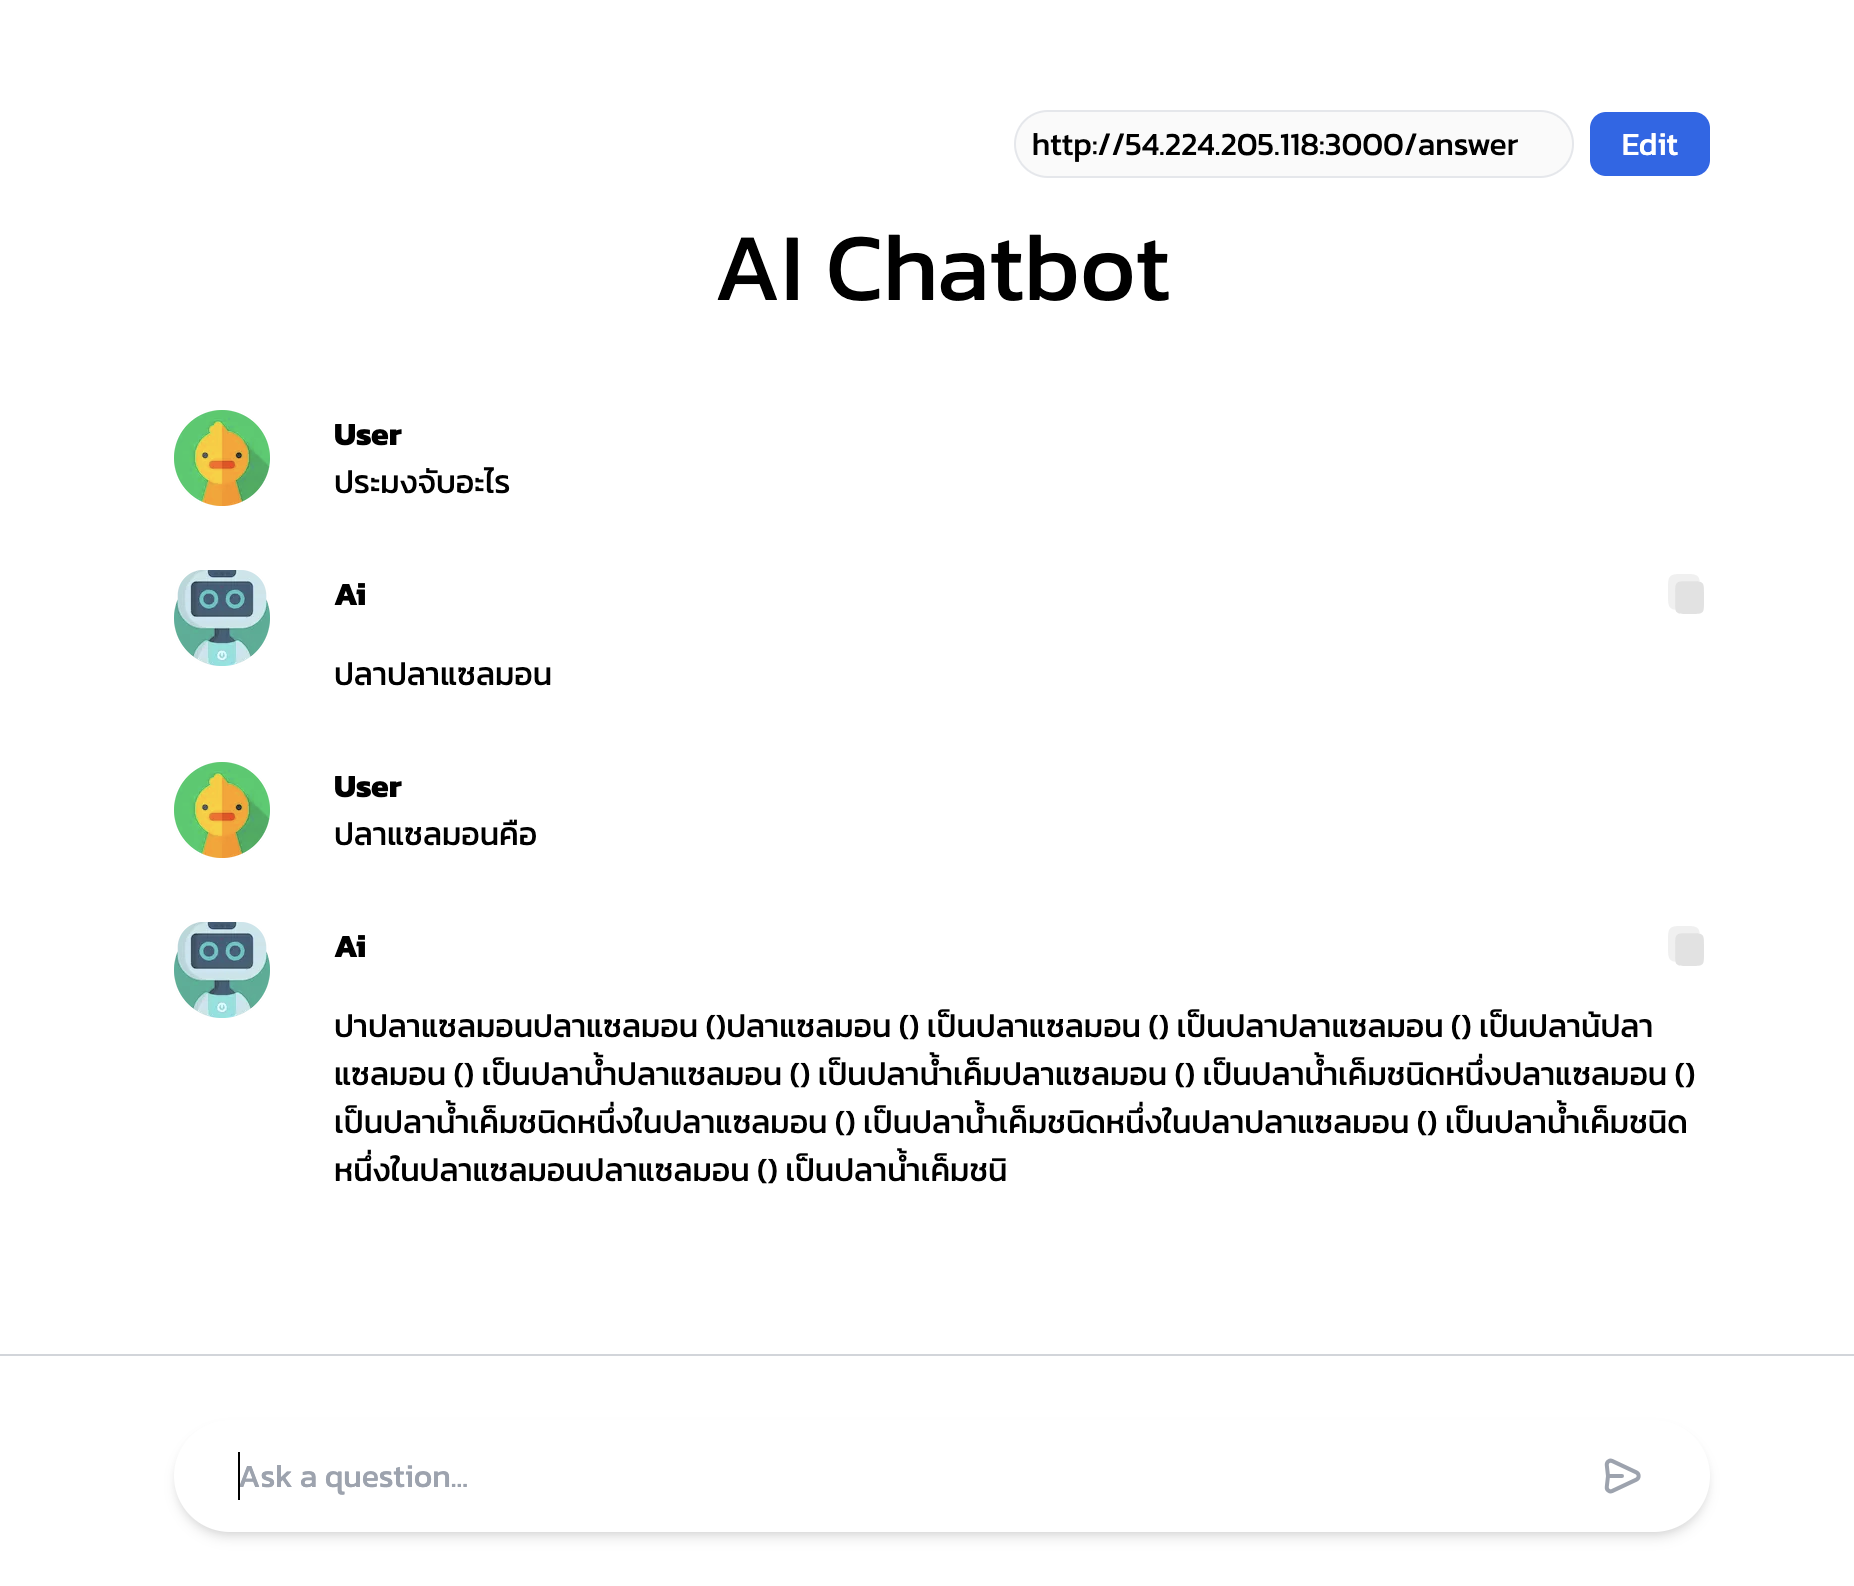 http://54.224.205.118:3000/answer
Edit
AI Chatbot
User
ประมงจับอะไร
Ai
ปลาปลาแซลมอน
User
ปลาแซลมอนคือ
Ai
ปาปลาแซลมอนปลาแซลมอน ()ปลาแซลมอน () เป็นปลาแซลมอน () เป็นปลาปลาแซลมอน () เป็นปลาน้ปลา
แซลมอน () เป็นปลาน้ำปลาแซลมอน () เป็นปลาน้ำเค็มปลาแซลมอน () เป็นปลาน้ำเค็มชนิดหนึ่งปลาแซลมอน ()
เป็นปลาน้ำเค็มชนิดหนึ่งในปลาแซลมอน () เป็นปลาน้ำเค็มชนิดหนึ่งในปลาปลาแซลมอน () เป็นปลาน้ำเค็มชนิด
หนึ่งในปลาแซลมอนปลาแซลมอน () เป็นปลาน้ำเค็มชนิ
Ask a question...